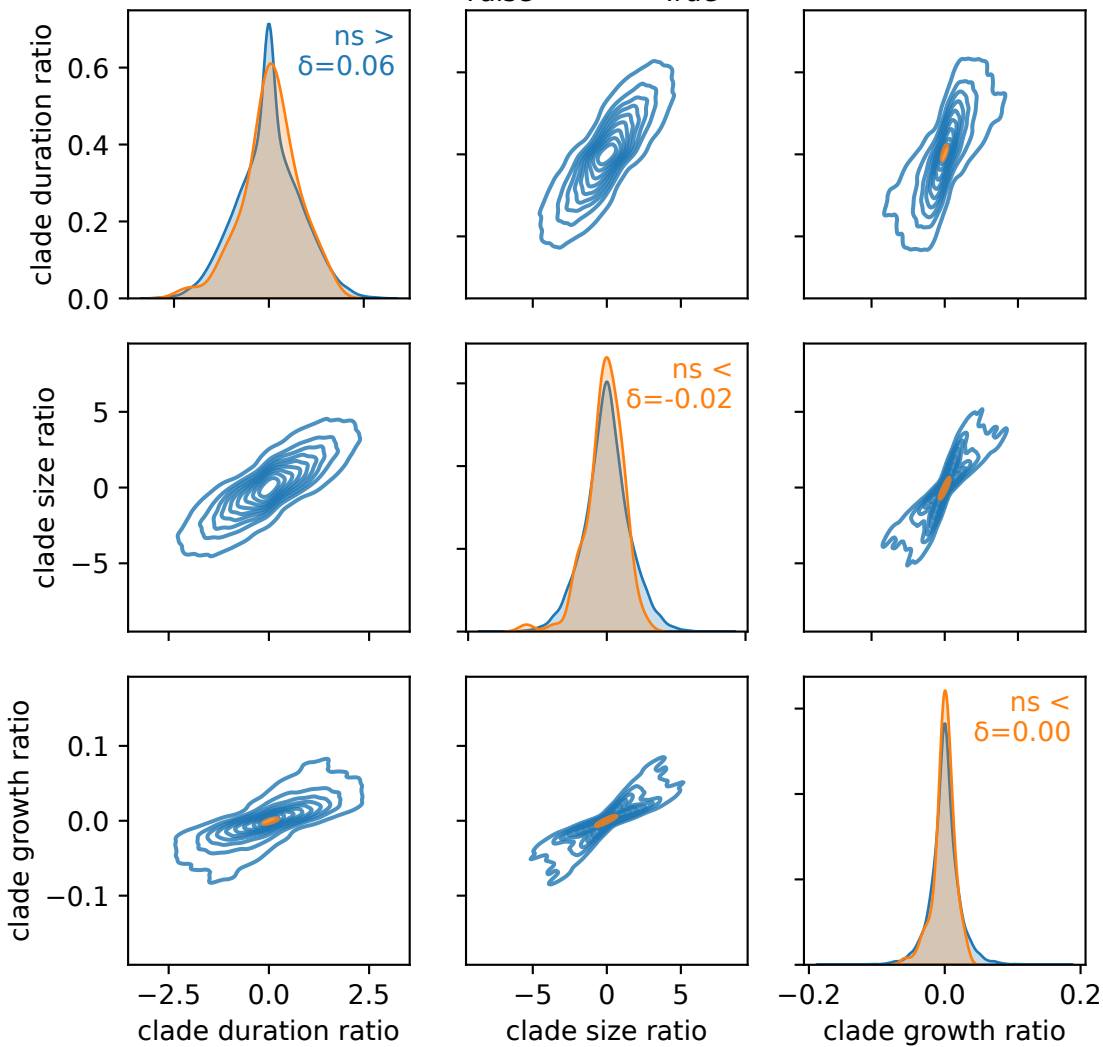 clade duration ratio
0.6
0.4
0.2
0.0
ns >
δ=0.06
clade size ratio
5
0
−5
ns <
δ=-0.02
clade growth ratio
0.1
0.0
−0.1
ns <
δ=0.00
−2.5
0.0
2.5
−5
0
5
−0.2
0.0
0.2
clade duration ratio
clade size ratio
clade growth ratio